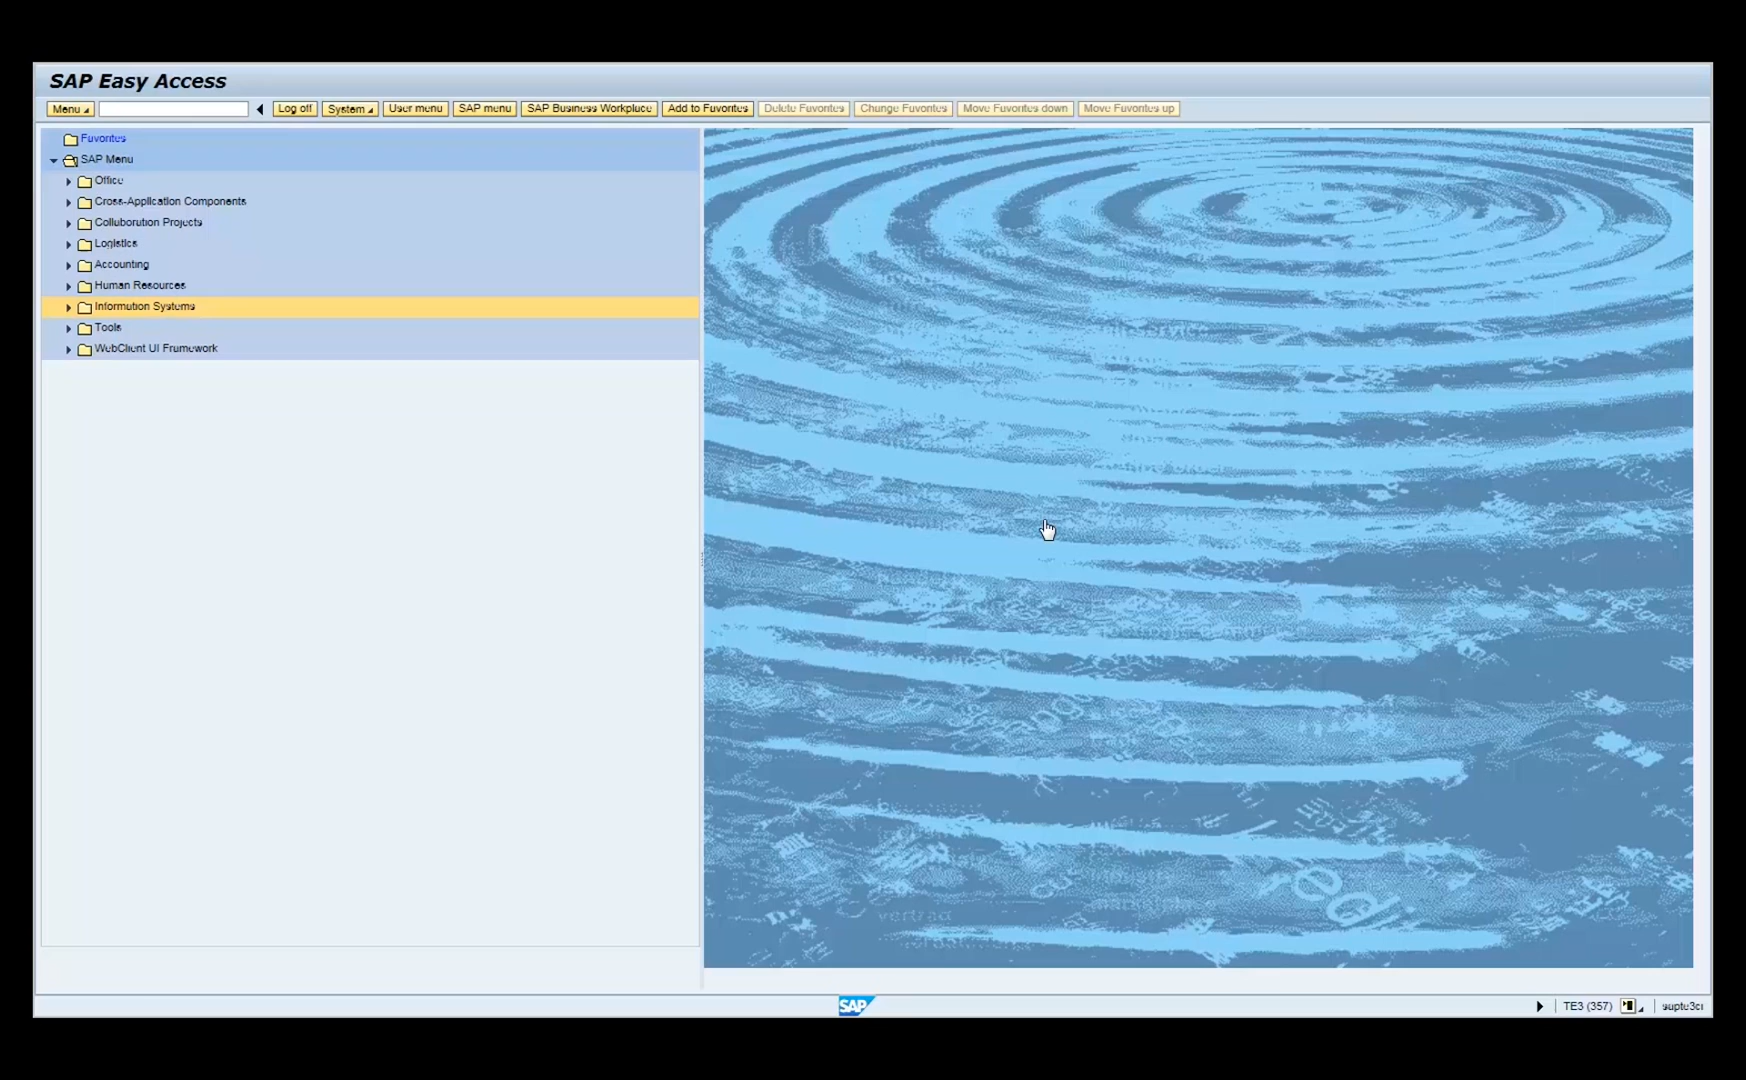 SAP Easy Access
Menu
Log off System User menu SAP menu SAP Business Workplace Add to Favorites Delete Favorites Change Favorites Move Favorites down Move Favorites up
Favorites
SAP Menu
Office
Cross-Application Components
Collaboration Projects
Logistics
Accounting
Human Resources
Information Systems
Tools
WebClient UI Framework
redi
vertrag
SAP
TE3 (357)